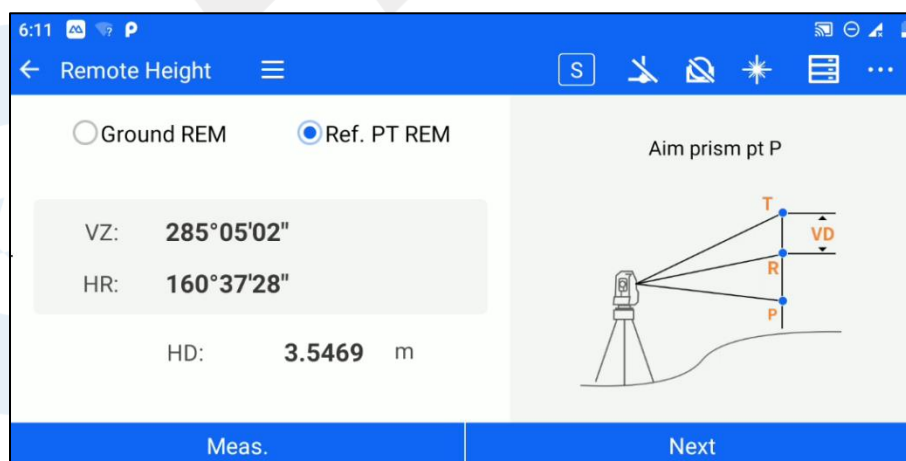 6:11
Remote Height
S
Ground REM
Ref. PT REM
VZ: 285°05'02"
HR: 160°37'28"
HD: 3.5469 m
Aim prism pt P
T
VD
R
P
Meas.
Next